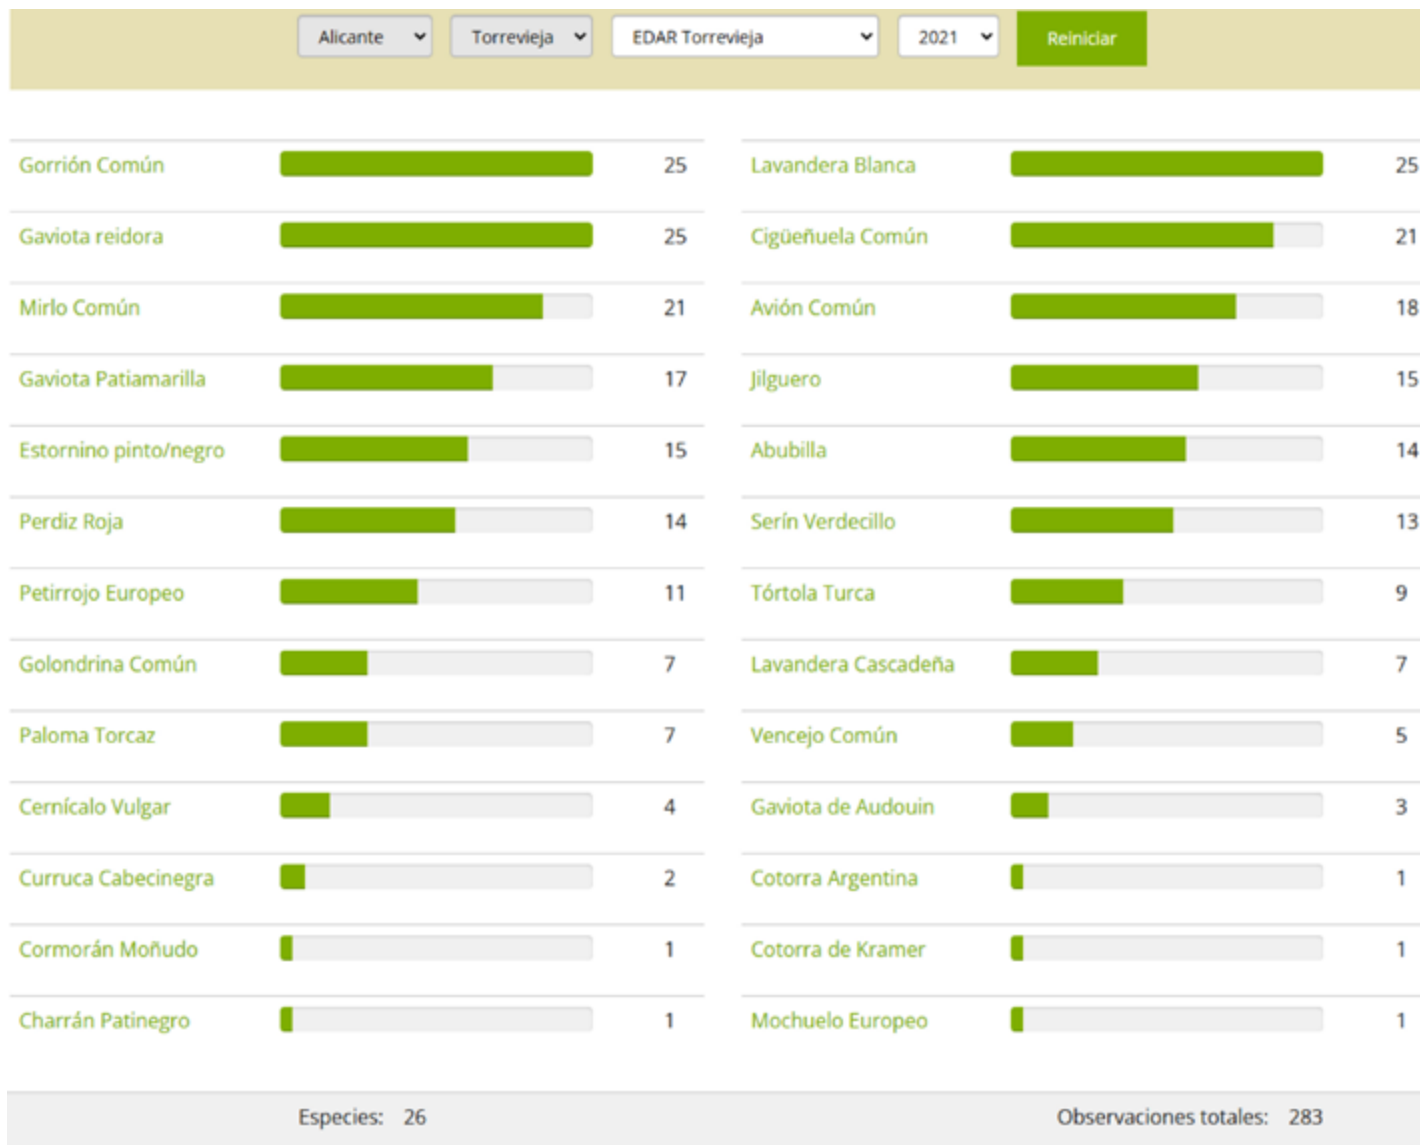 Alicante Torrevieja EDAR Torrevieja 2021 Reiniciar
Gorrión Común 25 Lavandera Blanca 25
Gaviota reidora 25 Cigüeñuela Común 21
Mirlo Común 21 Avión Común 18
Gaviota Patiamarilla 17 Jilguero 15
Estornino pinto/negro 15 Abubilla 14
Perdiz Roja 14 Serín Verdecillo 13
Petirrojo Europeo 11 Tórtola Turca 9
Golondrina Común 7 Lavandera Cascadeña 7
Paloma Torcaz 7 Vencejo Común 5
Cernícalo Vulgar 4 Gaviota de Audouin 3
Curruca Cabecinegra 2 Cotorra Argentina 1
Cormorán Moñudo 1 Cotorra de Kramer 1
Charrán Patinegro 1 Mochuelo Europeo 1
Especies: 26 Observaciones totales: 283